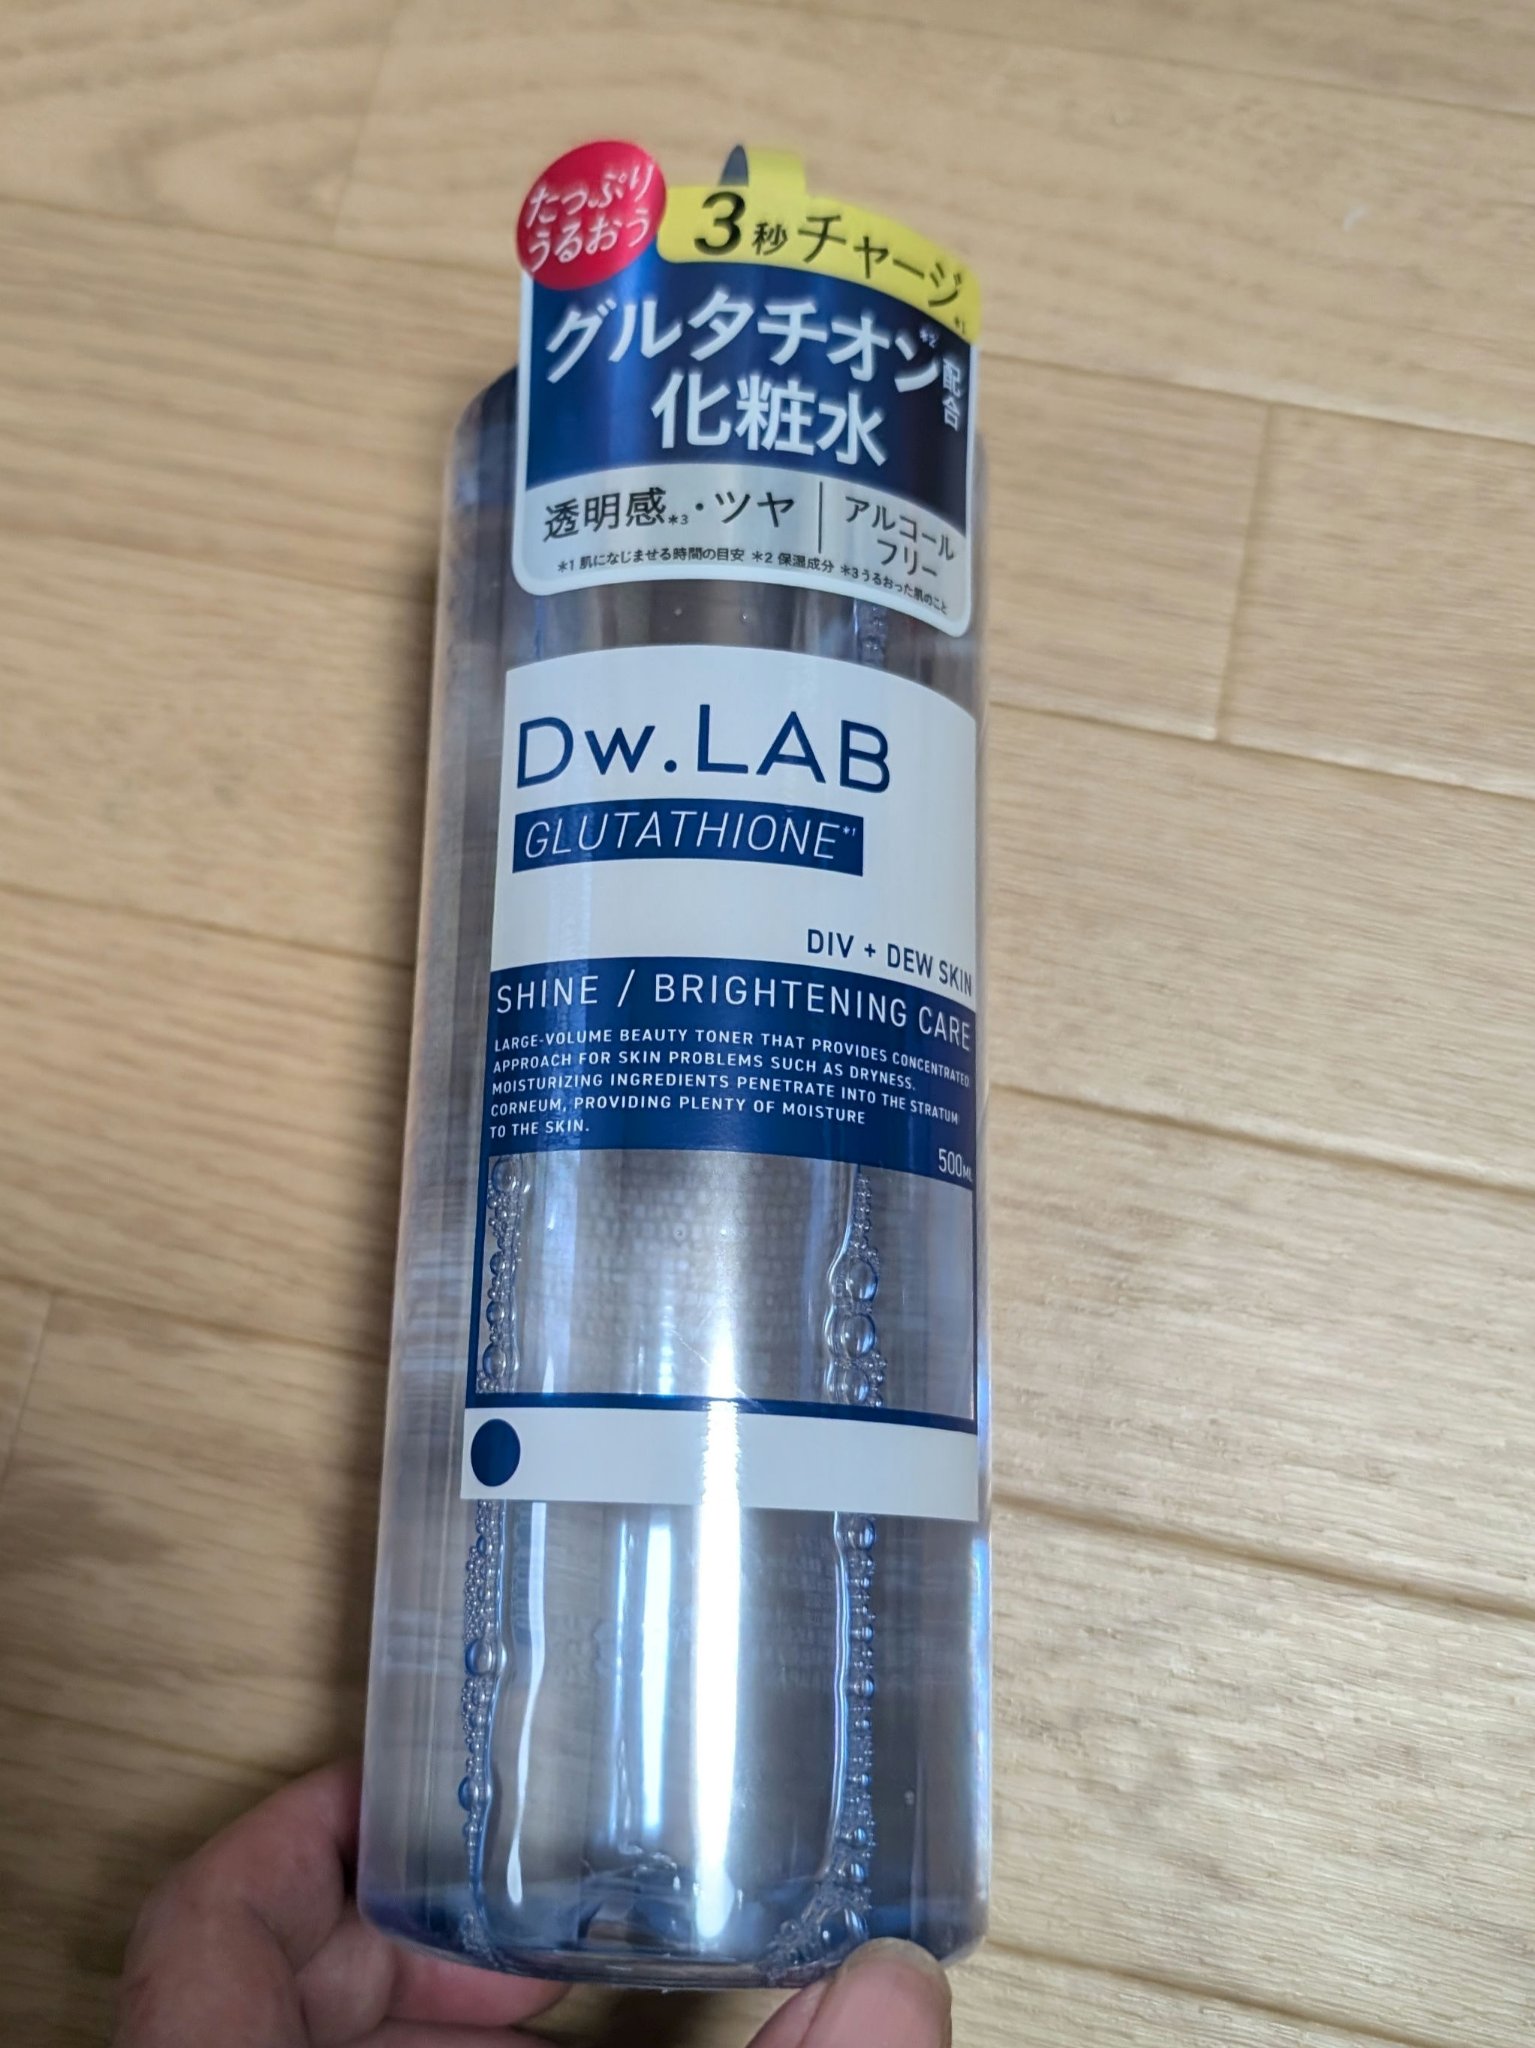 たっぷり
うるおう
3秒チャージ*1
グルタチオン*2配合
化粧水
透明感*3・ツヤ
アルコール
フリー
*1 肌になじませる時間の目安 *2 保湿成分 *3 うるおった肌のこと
Dw.LAB
GLUTATHIONE*1
DIV + DEW SKIN
SHINE / BRIGHTENING CARE
LARGE-VOLUME BEAUTY TONER THAT PROVIDES CONCENTRATED
APPROACH FOR SKIN PROBLEMS SUCH AS DRYNESS.
MOISTURIZING INGREDIENTS PENETRATE INTO THE STRATUM
CORNEUM, PROVIDING PLENTY OF MOISTURE
TO THE SKIN.
500ML